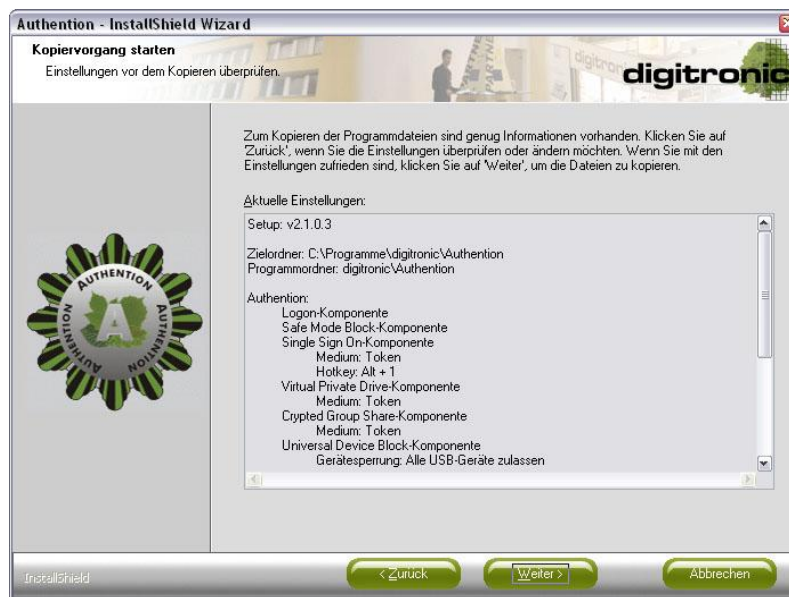 Authention - InstallShield Wizard
Kopiervorgang starten
Einstellungen vor dem Kopieren überprüfen.
PARTNER
PARTNER
digitronic
digitronic
Zum Kopieren der Programmdateien sind genug Informationen vorhanden. Klicken Sie auf
'Zurück', wenn Sie die Einstellungen überprüfen oder ändern möchten. Wenn Sie mit den
Einstellungen zufrieden sind, klicken Sie auf 'Weiter', um die Dateien zu kopieren.
Aktuelle Einstellungen:
Setup: v2.1.0.3
Zielordner: C:\Programme\digitronic\Authention
Programmordner: digitronic\Authention
Authention:
Logon-Komponente
Safe Mode Block-Komponente
Single Sign On-Komponente
Medium: Token
Hotkey: Alt + 1
Virtual Private Drive-Komponente
Medium: Token
Crypted Group Share-Komponente
Medium: Token
Universal Device Block-Komponente
Gerätesperrung: Alle USB-Geräte zulassen
AUTHENTION
AUTHENTION
AUTHENTION
AUTHENTION
A
InstallShield
< Zurück
Weiter >
Abbrechen